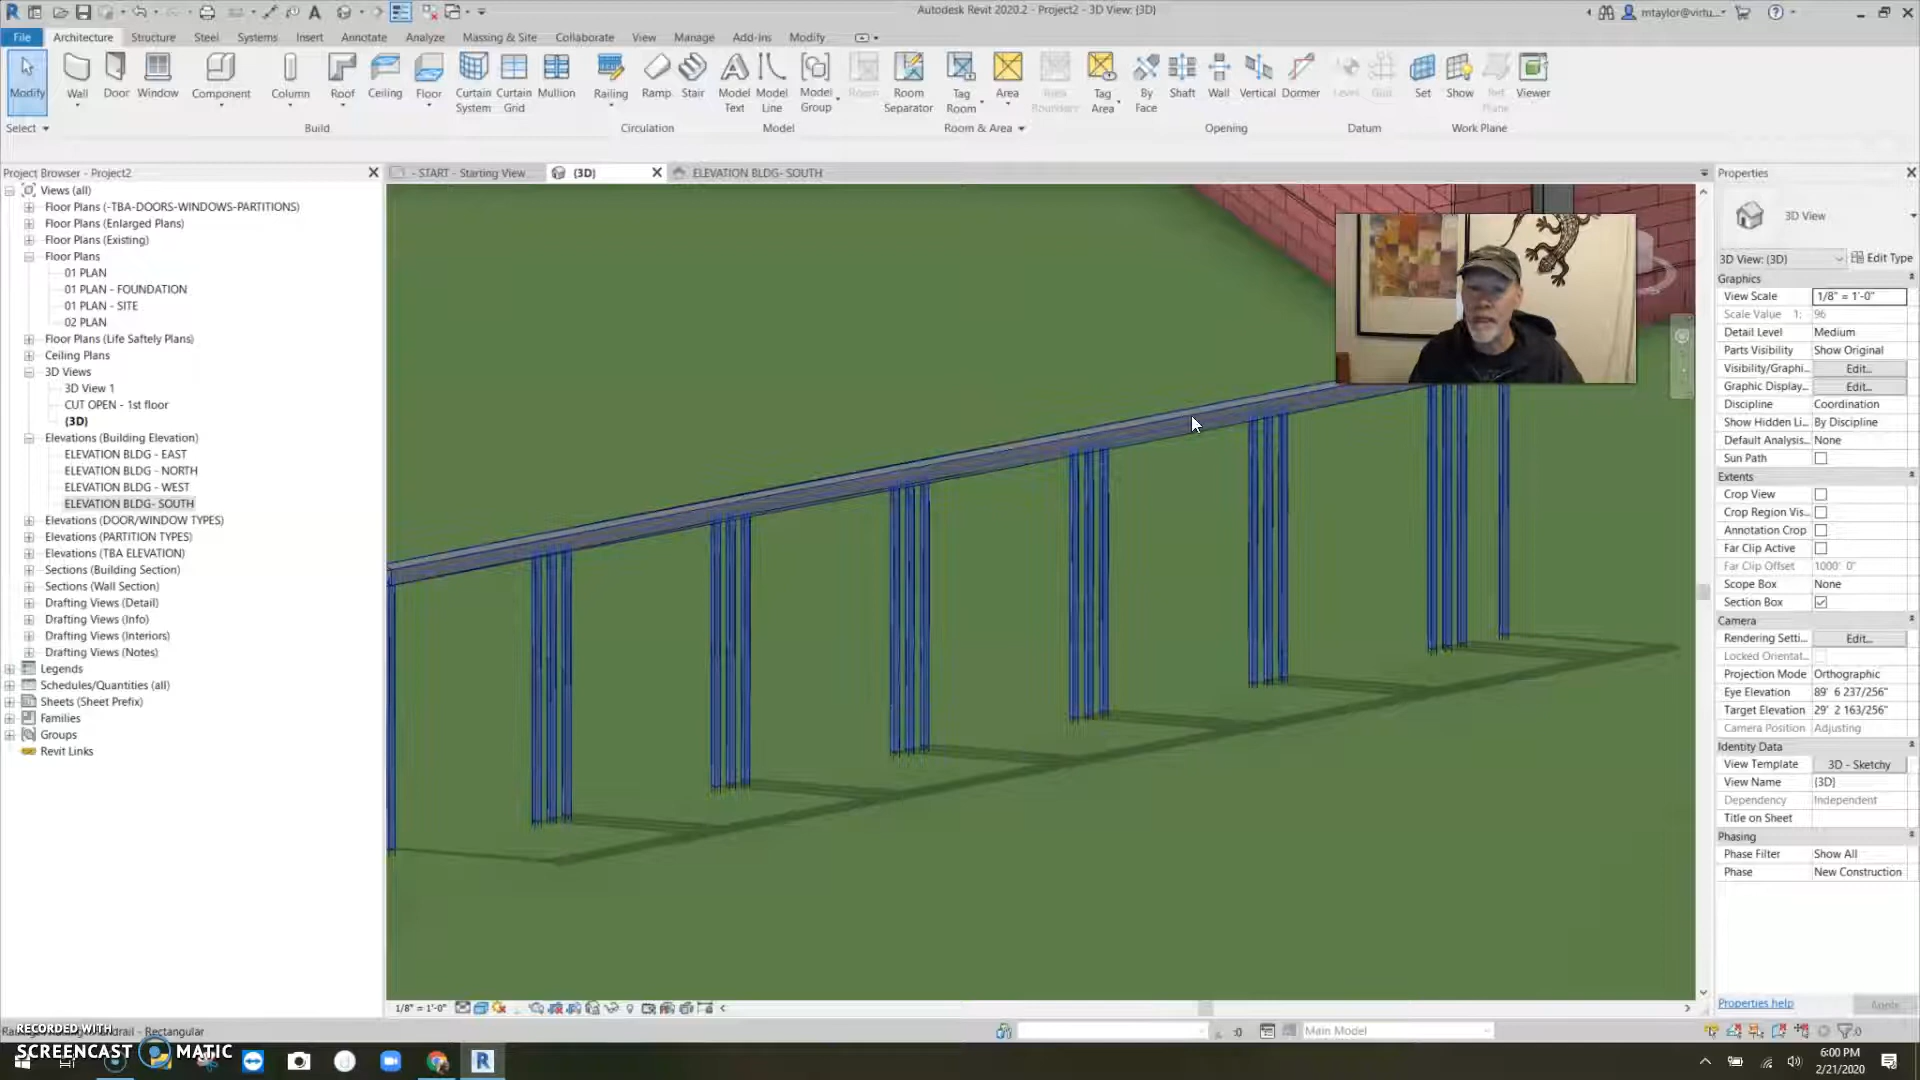 Autodesk Revit 2020.2 - Project2 - 3D View: {3D}
mtaylor@virtu...
File Architecture Structure Steel Systems Insert Annotate Analyze Massing & Site Collaborate View Manage Add-Ins Modify
Modify Wall Door Window Component Column Roof Ceiling Floor Curtain System Curtain Grid Mullion Railing Ramp Stair Model Text Model Line Model Group Room Room Separator Tag Room Area Area Boundary Tag Area By Face Shaft Wall Vertical Dormer Level Grid Set Show Ref Plane Viewer
Select Build Circulation Model Room & Area Opening Datum Work Plane
Project Browser - Project2
- START - Starting View
{3D}
ELEVATION BLDG- SOUTH
Views (all)
Floor Plans (-TBA-DOORS-WINDOWS-PARTITIONS)
Floor Plans (Enlarged Plans)
Floor Plans (Existing)
Floor Plans
01 PLAN
01 PLAN - FOUNDATION
01 PLAN - SITE
02 PLAN
Floor Plans (Life Saftely Plans)
Ceiling Plans
3D Views
3D View 1
CUT OPEN - 1st floor
{3D}
Elevations (Building Elevation)
ELEVATION BLDG - EAST
ELEVATION BLDG - NORTH
ELEVATION BLDG - WEST
ELEVATION BLDG- SOUTH
Elevations (DOOR/WINDOW TYPES)
Elevations (PARTITION TYPES)
Elevations (TBA ELEVATION)
Sections (Building Section)
Sections (Wall Section)
Drafting Views (Detail)
Drafting Views (Info)
Drafting Views (Interiors)
Drafting Views (Notes)
Legends
Schedules/Quantities (all)
Sheets (Sheet Prefix)
Families
Groups
Revit Links
Properties
3D View
3D View: {3D} Edit Type
Graphics
View Scale 1/8" = 1'-0"
Scale Value 1: 96
Detail Level Medium
Parts Visibility Show Original
Visibility/Graphi... Edit...
Graphic Display... Edit...
Discipline Coordination
Show Hidden Li... By Discipline
Default Analysis... None
Sun Path
Extents
Crop View
Crop Region Vis...
Annotation Crop
Far Clip Active
Far Clip Offset 1000' 0"
Scope Box None
Section Box
Camera
Rendering Setti... Edit...
Locked Orientat...
Projection Mode Orthographic
Eye Elevation 89' 6 237/256"
Target Elevation 29' 2 163/256"
Camera Position Adjusting
Identity Data
View Template 3D - Sketchy
View Name {3D}
Dependency Independent
Title on Sheet
Phasing
Phase Filter Show All
Phase New Construction
Properties help Apply
1/8" = 1'-0"
ndrail - Rectangular
:0 Main Model :0
RECORDED WITH
SCREENCAST MATIC
6:00 PM
2/21/2020